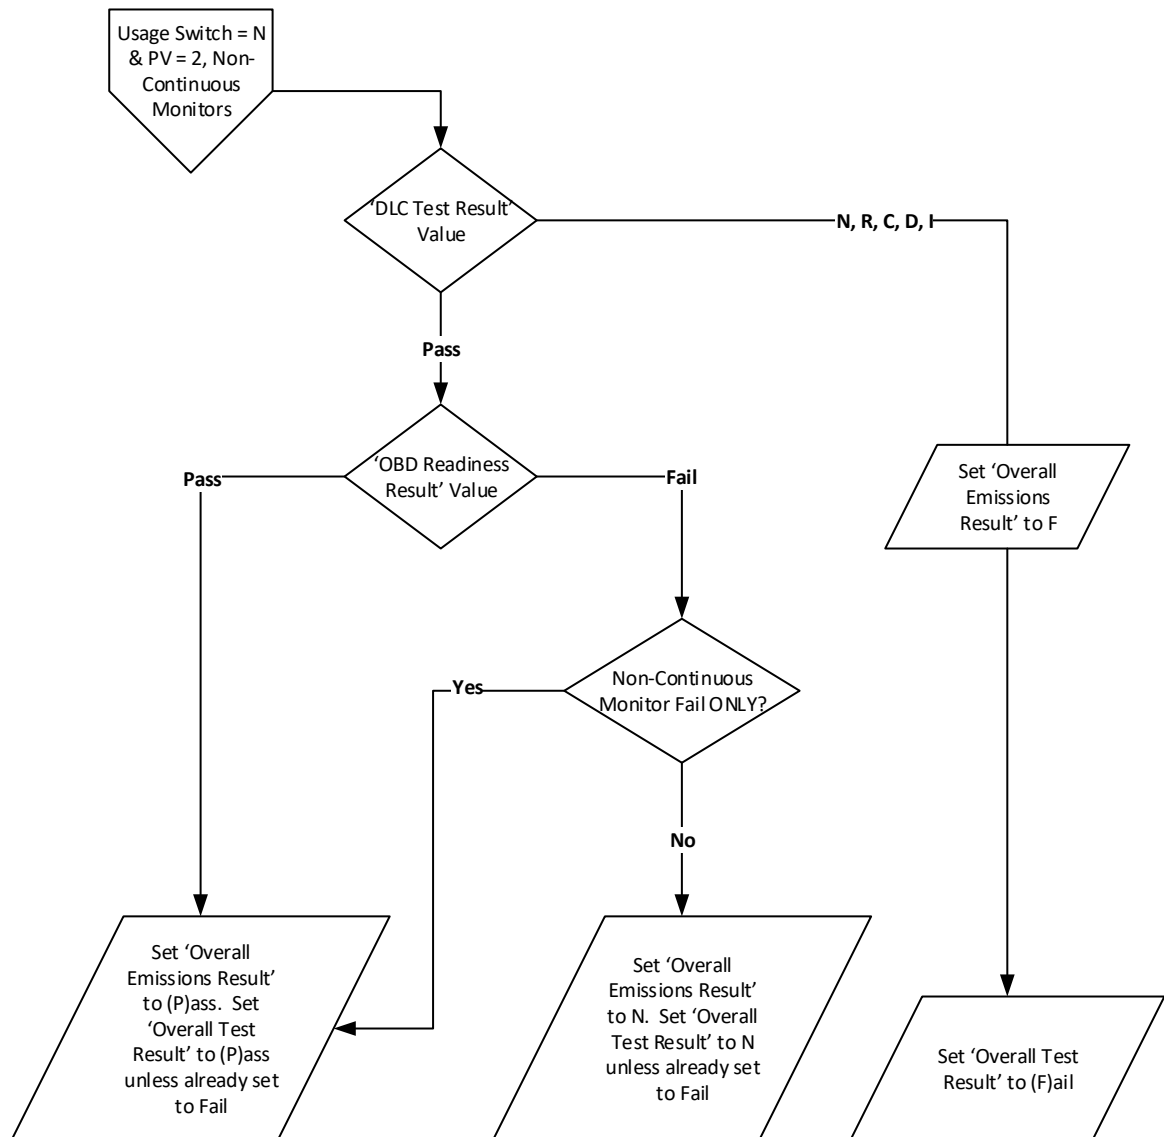 Usage Switch = N
& PV = 2, Non-
Continuous
Monitors
‘DLC Test Result’
Value
N, R, C, D, I
Pass
‘OBD Readiness
Result’ Value
Pass
Fail
Set ‘Overall
Emissions
Result’ to F
Non-Continuous
Monitor Fail ONLY?
Yes
No
Set ‘Overall
Emissions Result’
to (P)ass. Set
‘Overall Test
Result’ to (P)ass
unless already set
to Fail
Set ‘Overall
Emissions Result’
to N. Set ‘Overall
Test Result’ to N
unless already set
to Fail
Set ‘Overall Test
Result’ to (F)ail